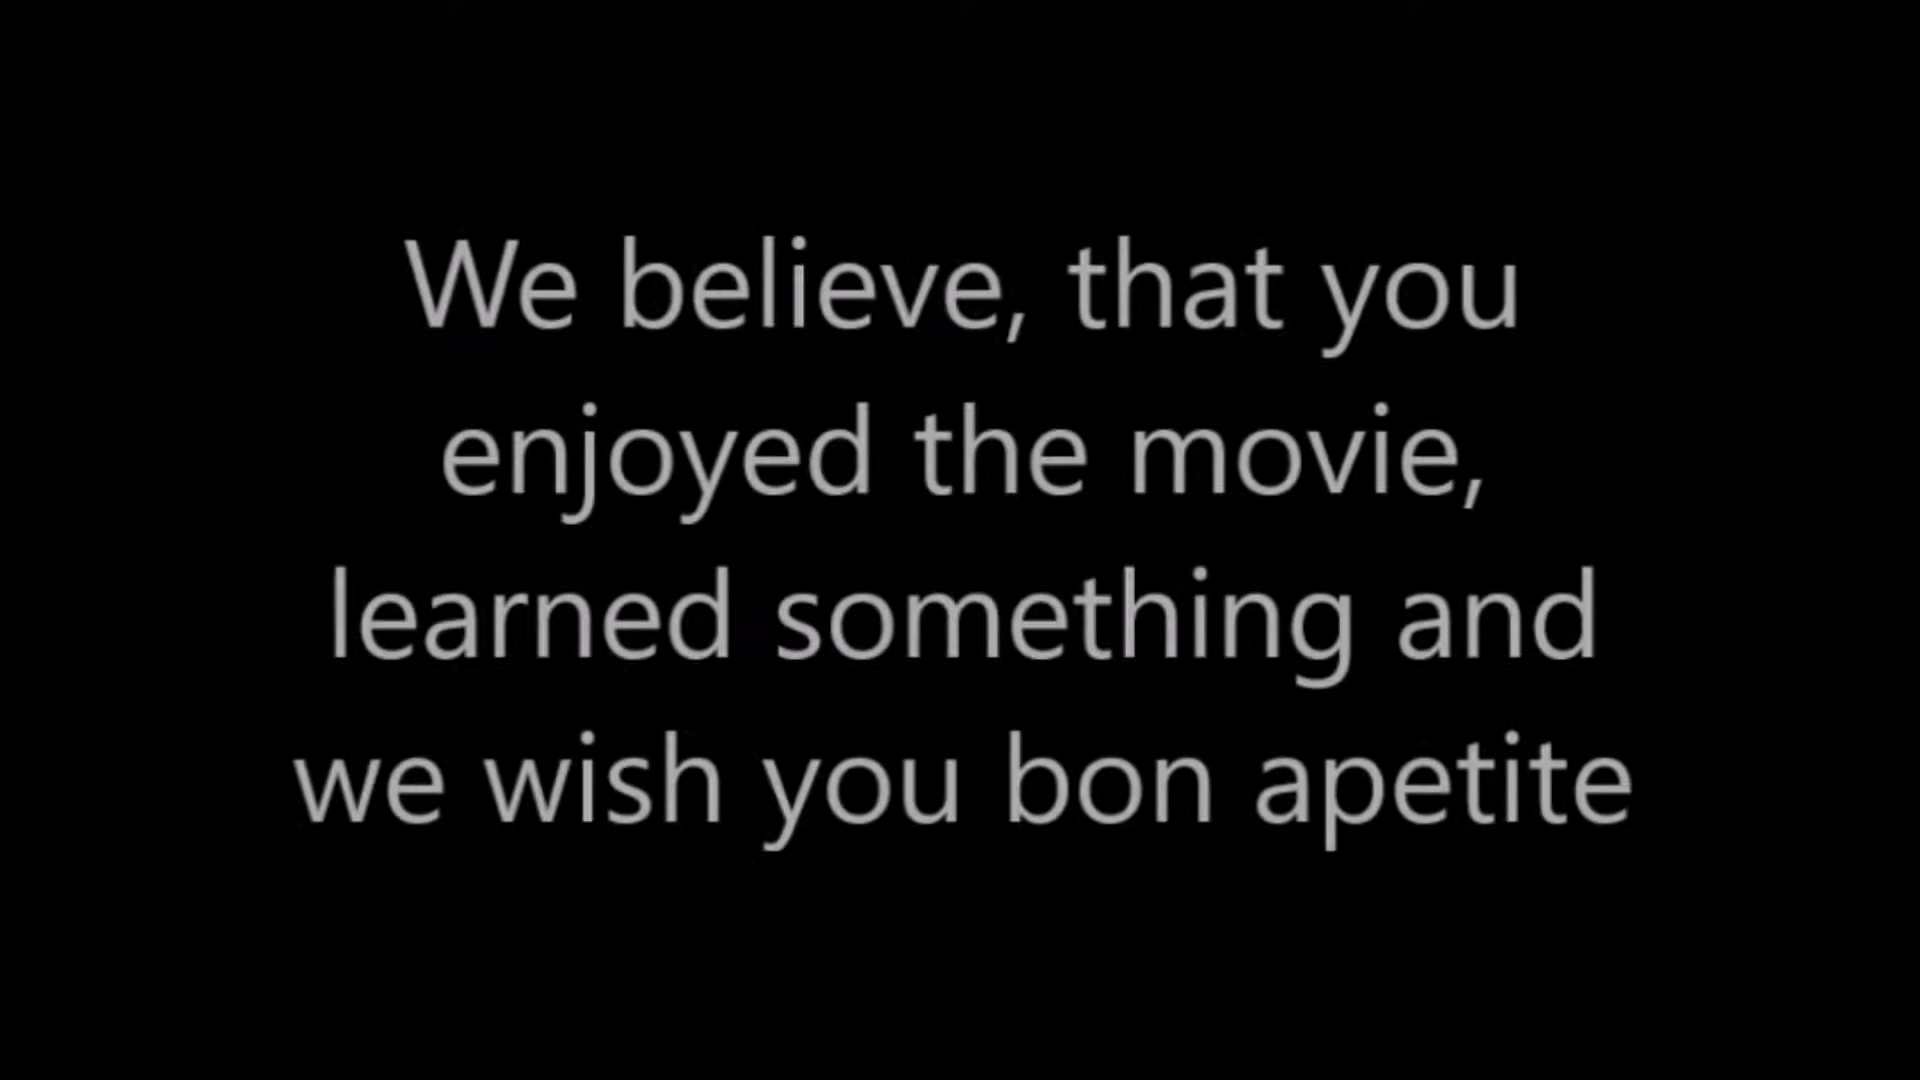 We believe, that you
enjoyed the movie,
learned something and
we wish you bon apetite